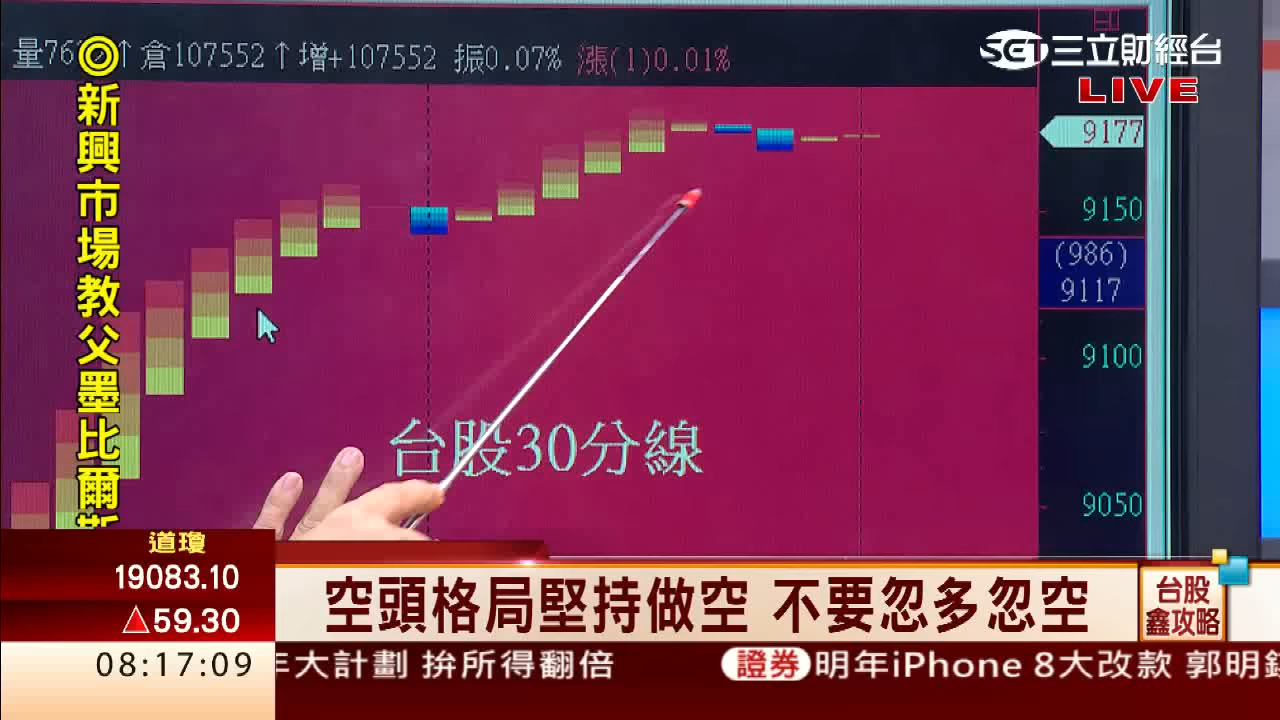 倉107552↑增+107552 振0.07% 漲(1)0.01%
SET三立財經台
LIVE
◎新興市場教父墨比爾斯
9177
9150
(986)
9117
9100
9050
台股30分線
道瓊
19083.10
▲59.30
08:17:09
空頭格局堅持做空 不要忽多忽空
台股
鑫攻略
年大計劃 拚所得翻倍
證券 明年iPhone 8大改款 郭明錤